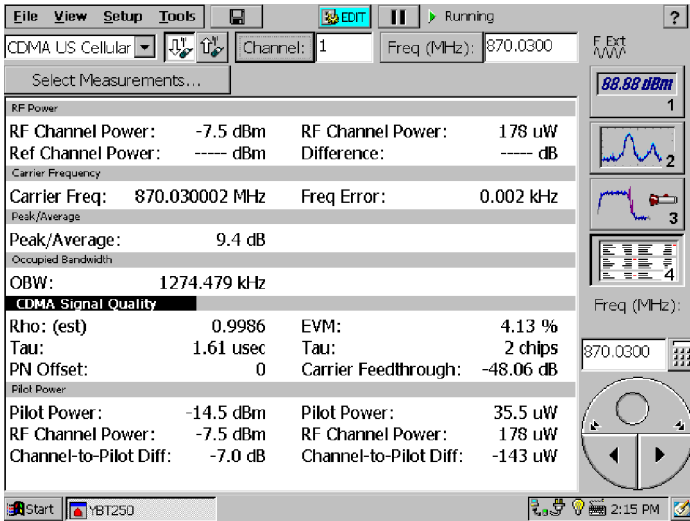 File View Setup Tools EDIT Running ?
CDMA US Cellular Channel: 1 Freq (MHz): 870.0300 F Ext
Select Measurements...
88.88 dBm
1
RF Power
RF Channel Power: -7.5 dBm RF Channel Power: 178 uW
Ref Channel Power: ----- dBm Difference: ----- dB
2
Carrier Frequency
Carrier Freq: 870.030002 MHz Freq Error: 0.002 kHz
3
Peak/Average
Peak/Average: 9.4 dB
Occupied Bandwidth
OBW: 1274.479 kHz
4
CDMA Signal Quality
Freq (MHz):
Rho: (est) 0.9986 EVM: 4.13 %
Tau: 1.61 usec Tau: 2 chips
870.0300
PN Offset: 0 Carrier Feedthrough: -48.06 dB
Pilot Power
Pilot Power: -14.5 dBm Pilot Power: 35.5 uW
RF Channel Power: -7.5 dBm RF Channel Power: 178 uW
Channel-to-Pilot Diff: -7.0 dB Channel-to-Pilot Diff: -143 uW
Start YBT250 2:15 PM